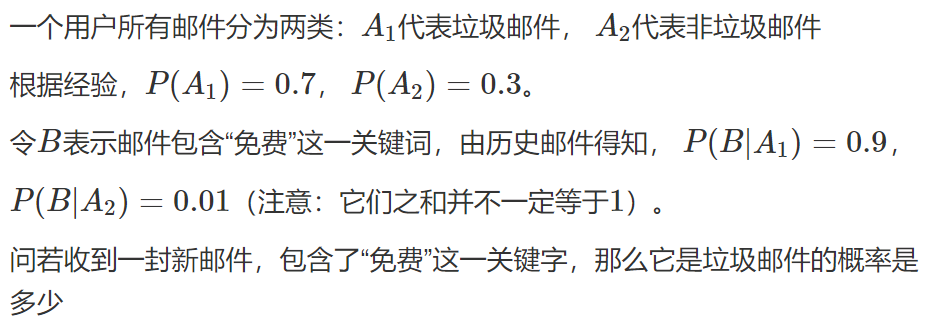 一个用户所有邮件分为两类：A₁代表垃圾邮件， A₂代表非垃圾邮件
根据经验，P(A₁) = 0.7， P(A₂) = 0.3。
令B表示邮件包含“免费”这一关键词，由历史邮件得知， P(B|A₁) = 0.9，
P(B|A₂) = 0.01（注意：它们之和并不一定等于1）。
问若收到一封新邮件，包含了“免费”这一关键字，那么它是垃圾邮件的概率是
多少